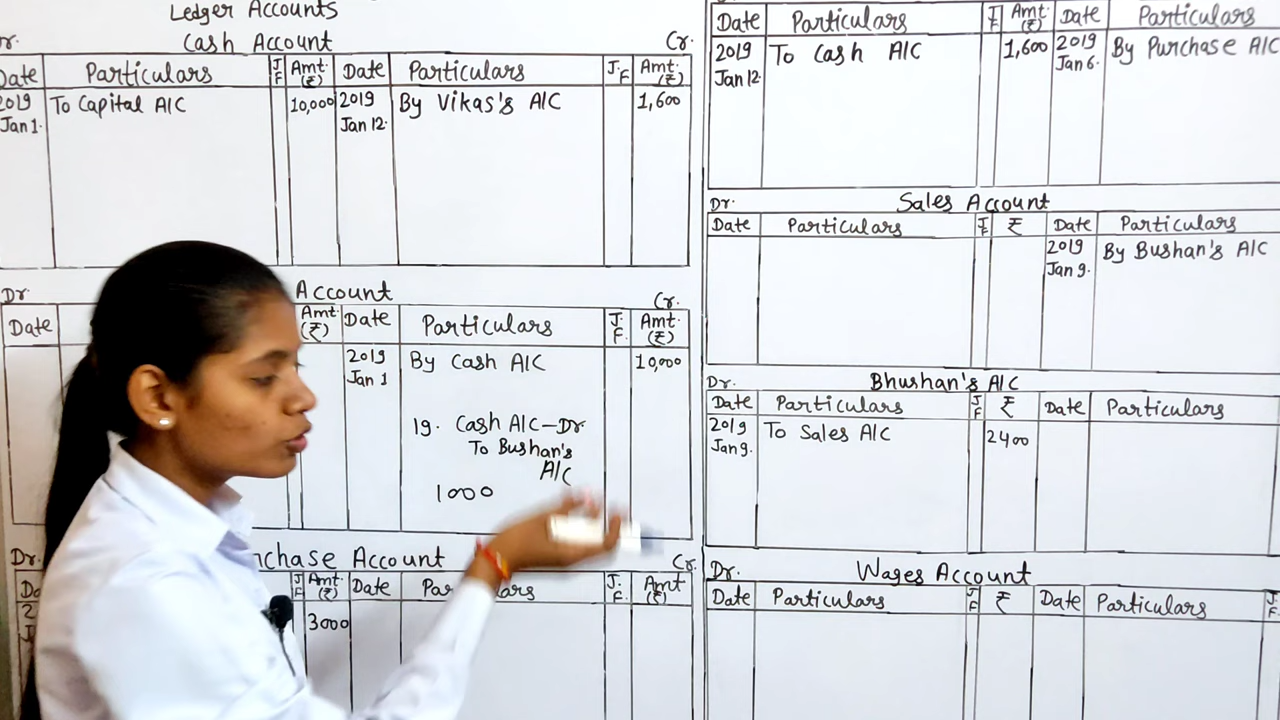 Ledger Accounts
Cash Account
Cr.
Date Particulars J.F Amt.(₹) Date Particulars J.F Amt.(₹)
2019 To Capital A/C 10,000 2019 By Vikas's A/C 1,600
Jan 1. Jan 12.
Dr. Account Cr.
Date Amt.(₹) Date Particulars J.F. Amt.(₹)
2019 By Cash A/C 10,000
Jan 1
19. Cash A/C-Dr
To Bushan's
A/C
1000
Dr. Account Cr.
J.F Amt.(₹) Date J.F. Amt.(₹)
3000
Date Particulars J.F Amt.(₹) Date Particulars
2019 To Cash A/C 1,600 2019 By Purchase A/C
Jan 12. Jan 6.
Dr. Sales Account
Date Particulars J.F ₹ Date Particulars
2019 By Bushan's A/C
Jan 9.
Dr. Bhushan's A/C
Date Particulars J.F ₹ Date Particulars
2019 To Sales A/C 2400
Jan 9.
Dr. Wages Account
Date Particulars J.F ₹ Date Particulars J.F